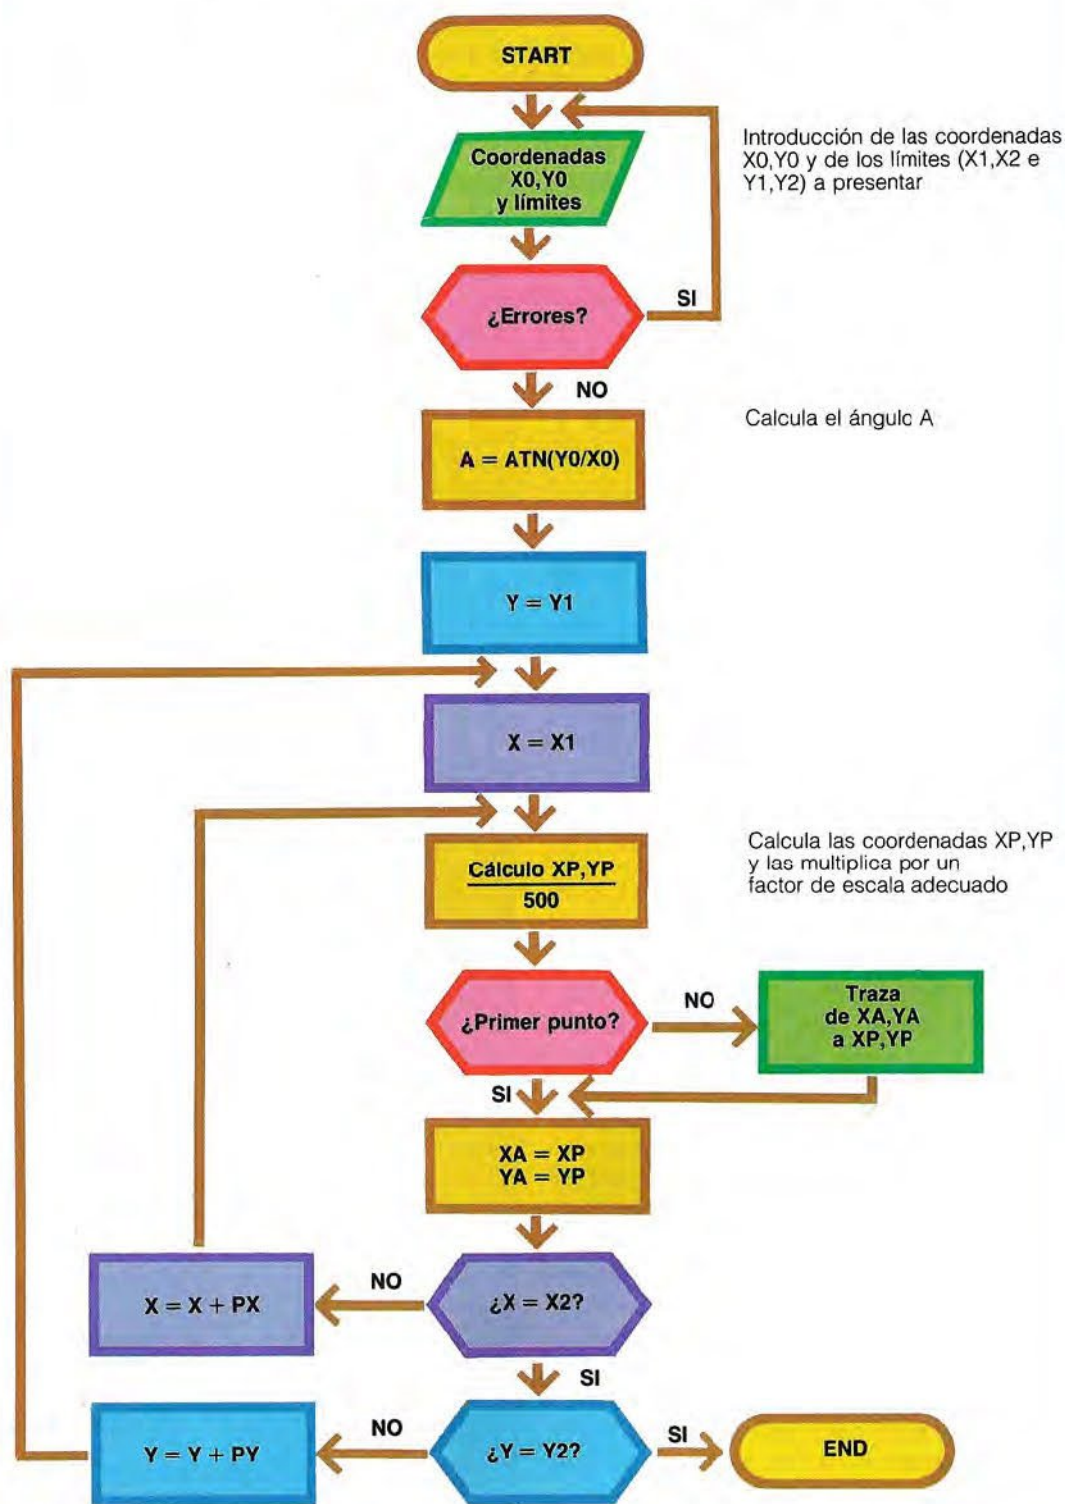 START
Coordenadas
X0,Y0
y límites
Introducción de las coordenadas
X0,Y0 y de los límites (X1,X2 e
Y1,Y2) a presentar
¿Errores?
SI
NO
A = ATN(Y0/X0)
Calcula el ángulo A
Y = Y1
X = X1
Cálculo XP,YP
500
Calcula las coordenadas XP,YP
y las multiplica por un
factor de escala adecuado
¿Primer punto?
NO
Traza
de XA,YA
a XP,YP
SI
XA = XP
YA = YP
¿X = X2?
NO
X = X + PX
SI
¿Y = Y2?
NO
Y = Y + PY
SI
END